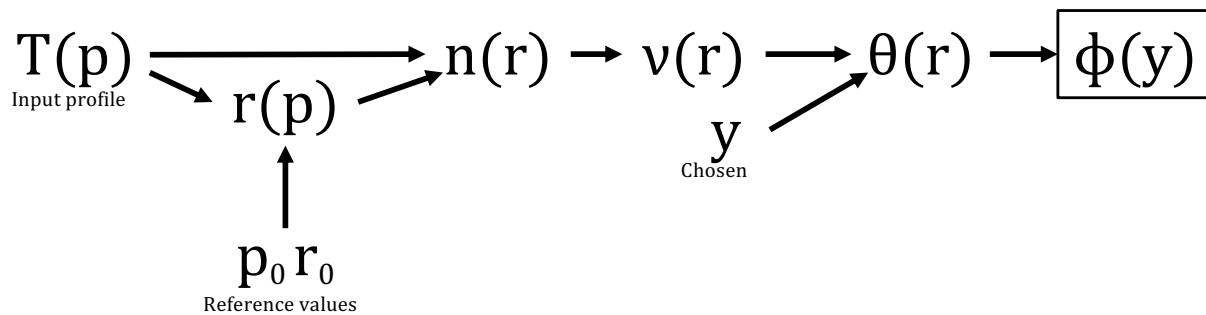 T(p) n(r) ν(r) θ(r) ϕ(y)
Input profile
r(p)
y
Chosen
p₀ r₀
Reference values